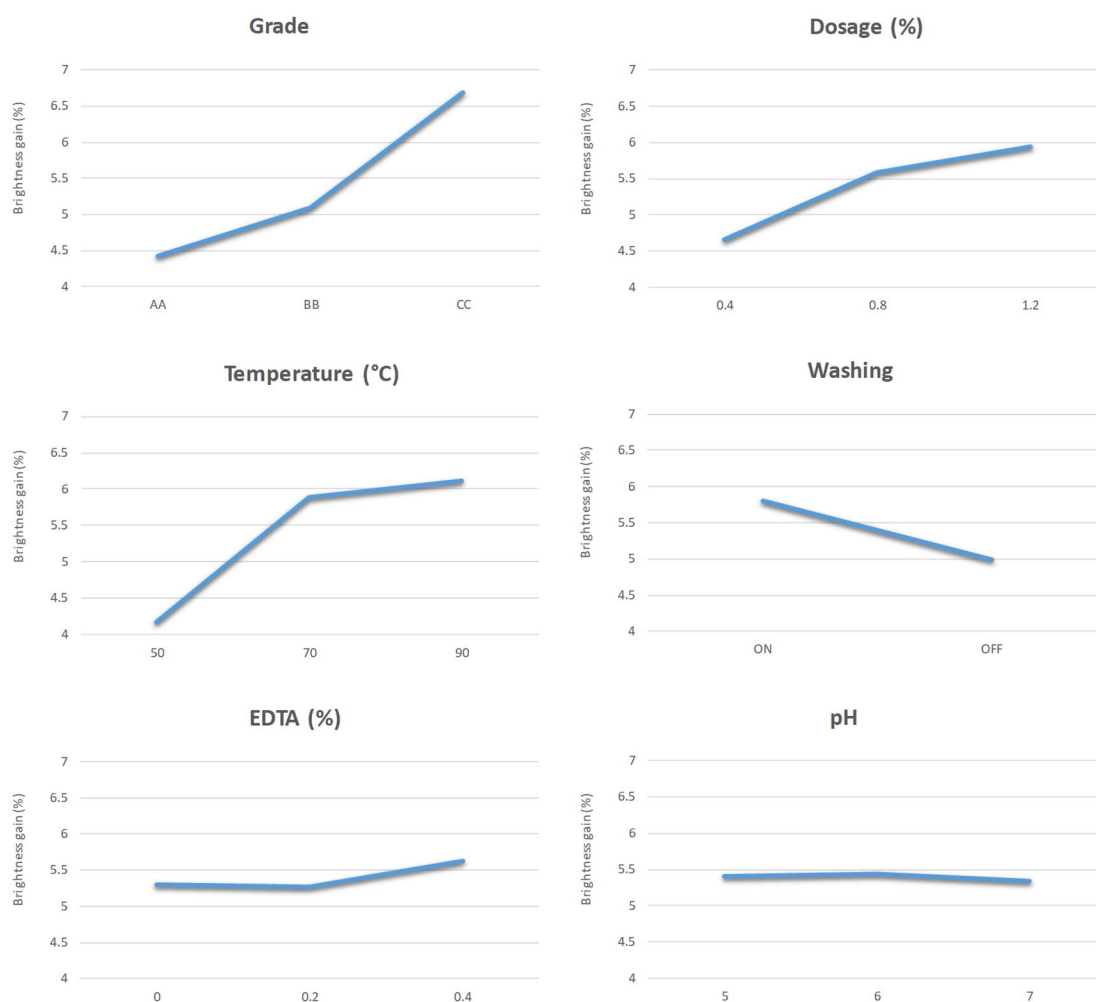 Grade
Brightness gain (%)
7
6.5
6
5.5
5
4.5
4
AA BB CC
Dosage (%)
Brightness gain (%)
7
6.5
6
5.5
5
4.5
4
0.4 0.8 1.2
Temperature (°C)
Brightness gain (%)
7
6.5
6
5.5
5
4.5
4
50 70 90
Washing
Brightness gain (%)
7
6.5
6
5.5
5
4.5
4
ON OFF
EDTA (%)
Brightness gain (%)
7
6.5
6
5.5
5
4.5
4
0 0.2 0.4
pH
Brightness gain (%)
7
6.5
6
5.5
5
4.5
4
5 6 7